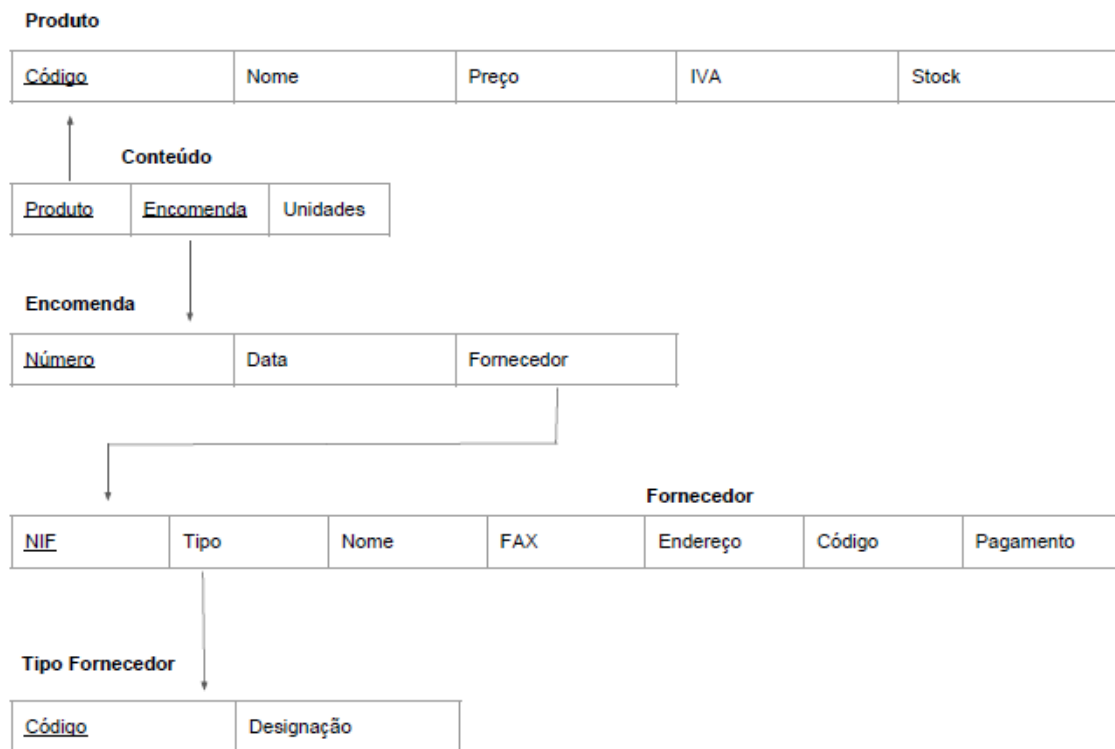 Produto
Código Nome Preço IVA Stock
Conteúdo
Produto Encomenda Unidades
Encomenda
Número Data Fornecedor
Fornecedor
NIF Tipo Nome FAX Endereço Código Pagamento
Tipo Fornecedor
Código Designação